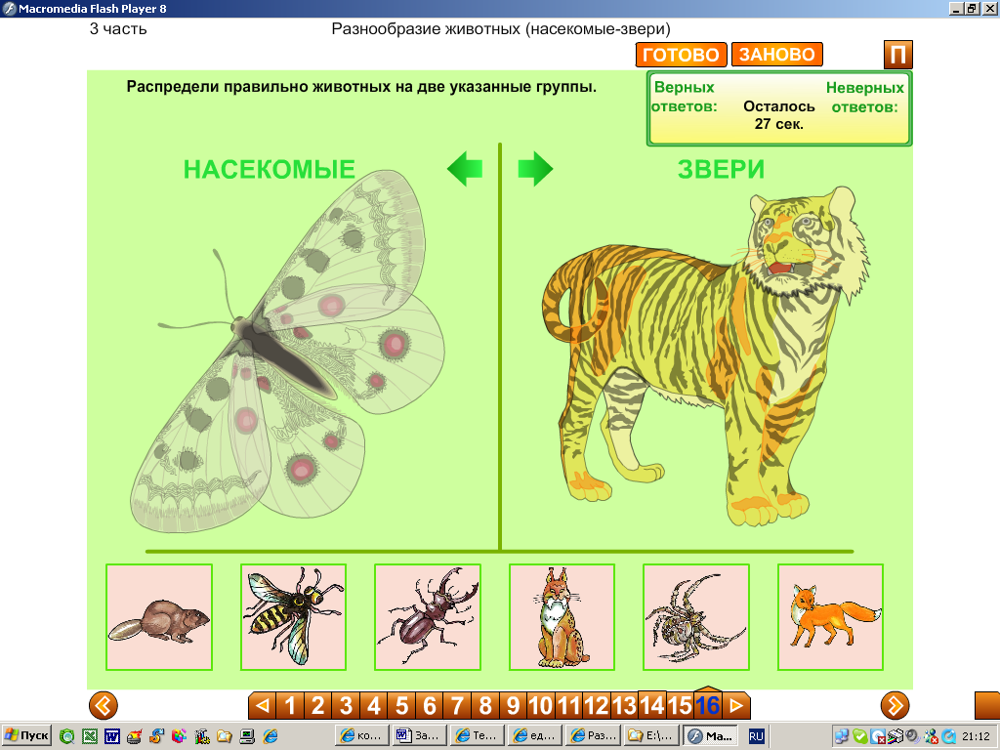 Macromedia Flash Player 8
3 часть
Разнообразие животных (насекомые-звери)
ГОТОВО
ЗАНОВО
П
Распредели правильно животных на две указанные группы.
Верных
ответов:
Осталось
27 сек.
Неверных
ответов:
НАСЕКОМЫЕ
ЗВЕРИ
1 2 3 4 5 6 7 8 9 10 11 12 13 14 15 16
Пуск
ко...
За...
Те...
ед...
Раз...
E:\...
Ma...
RU
21:12